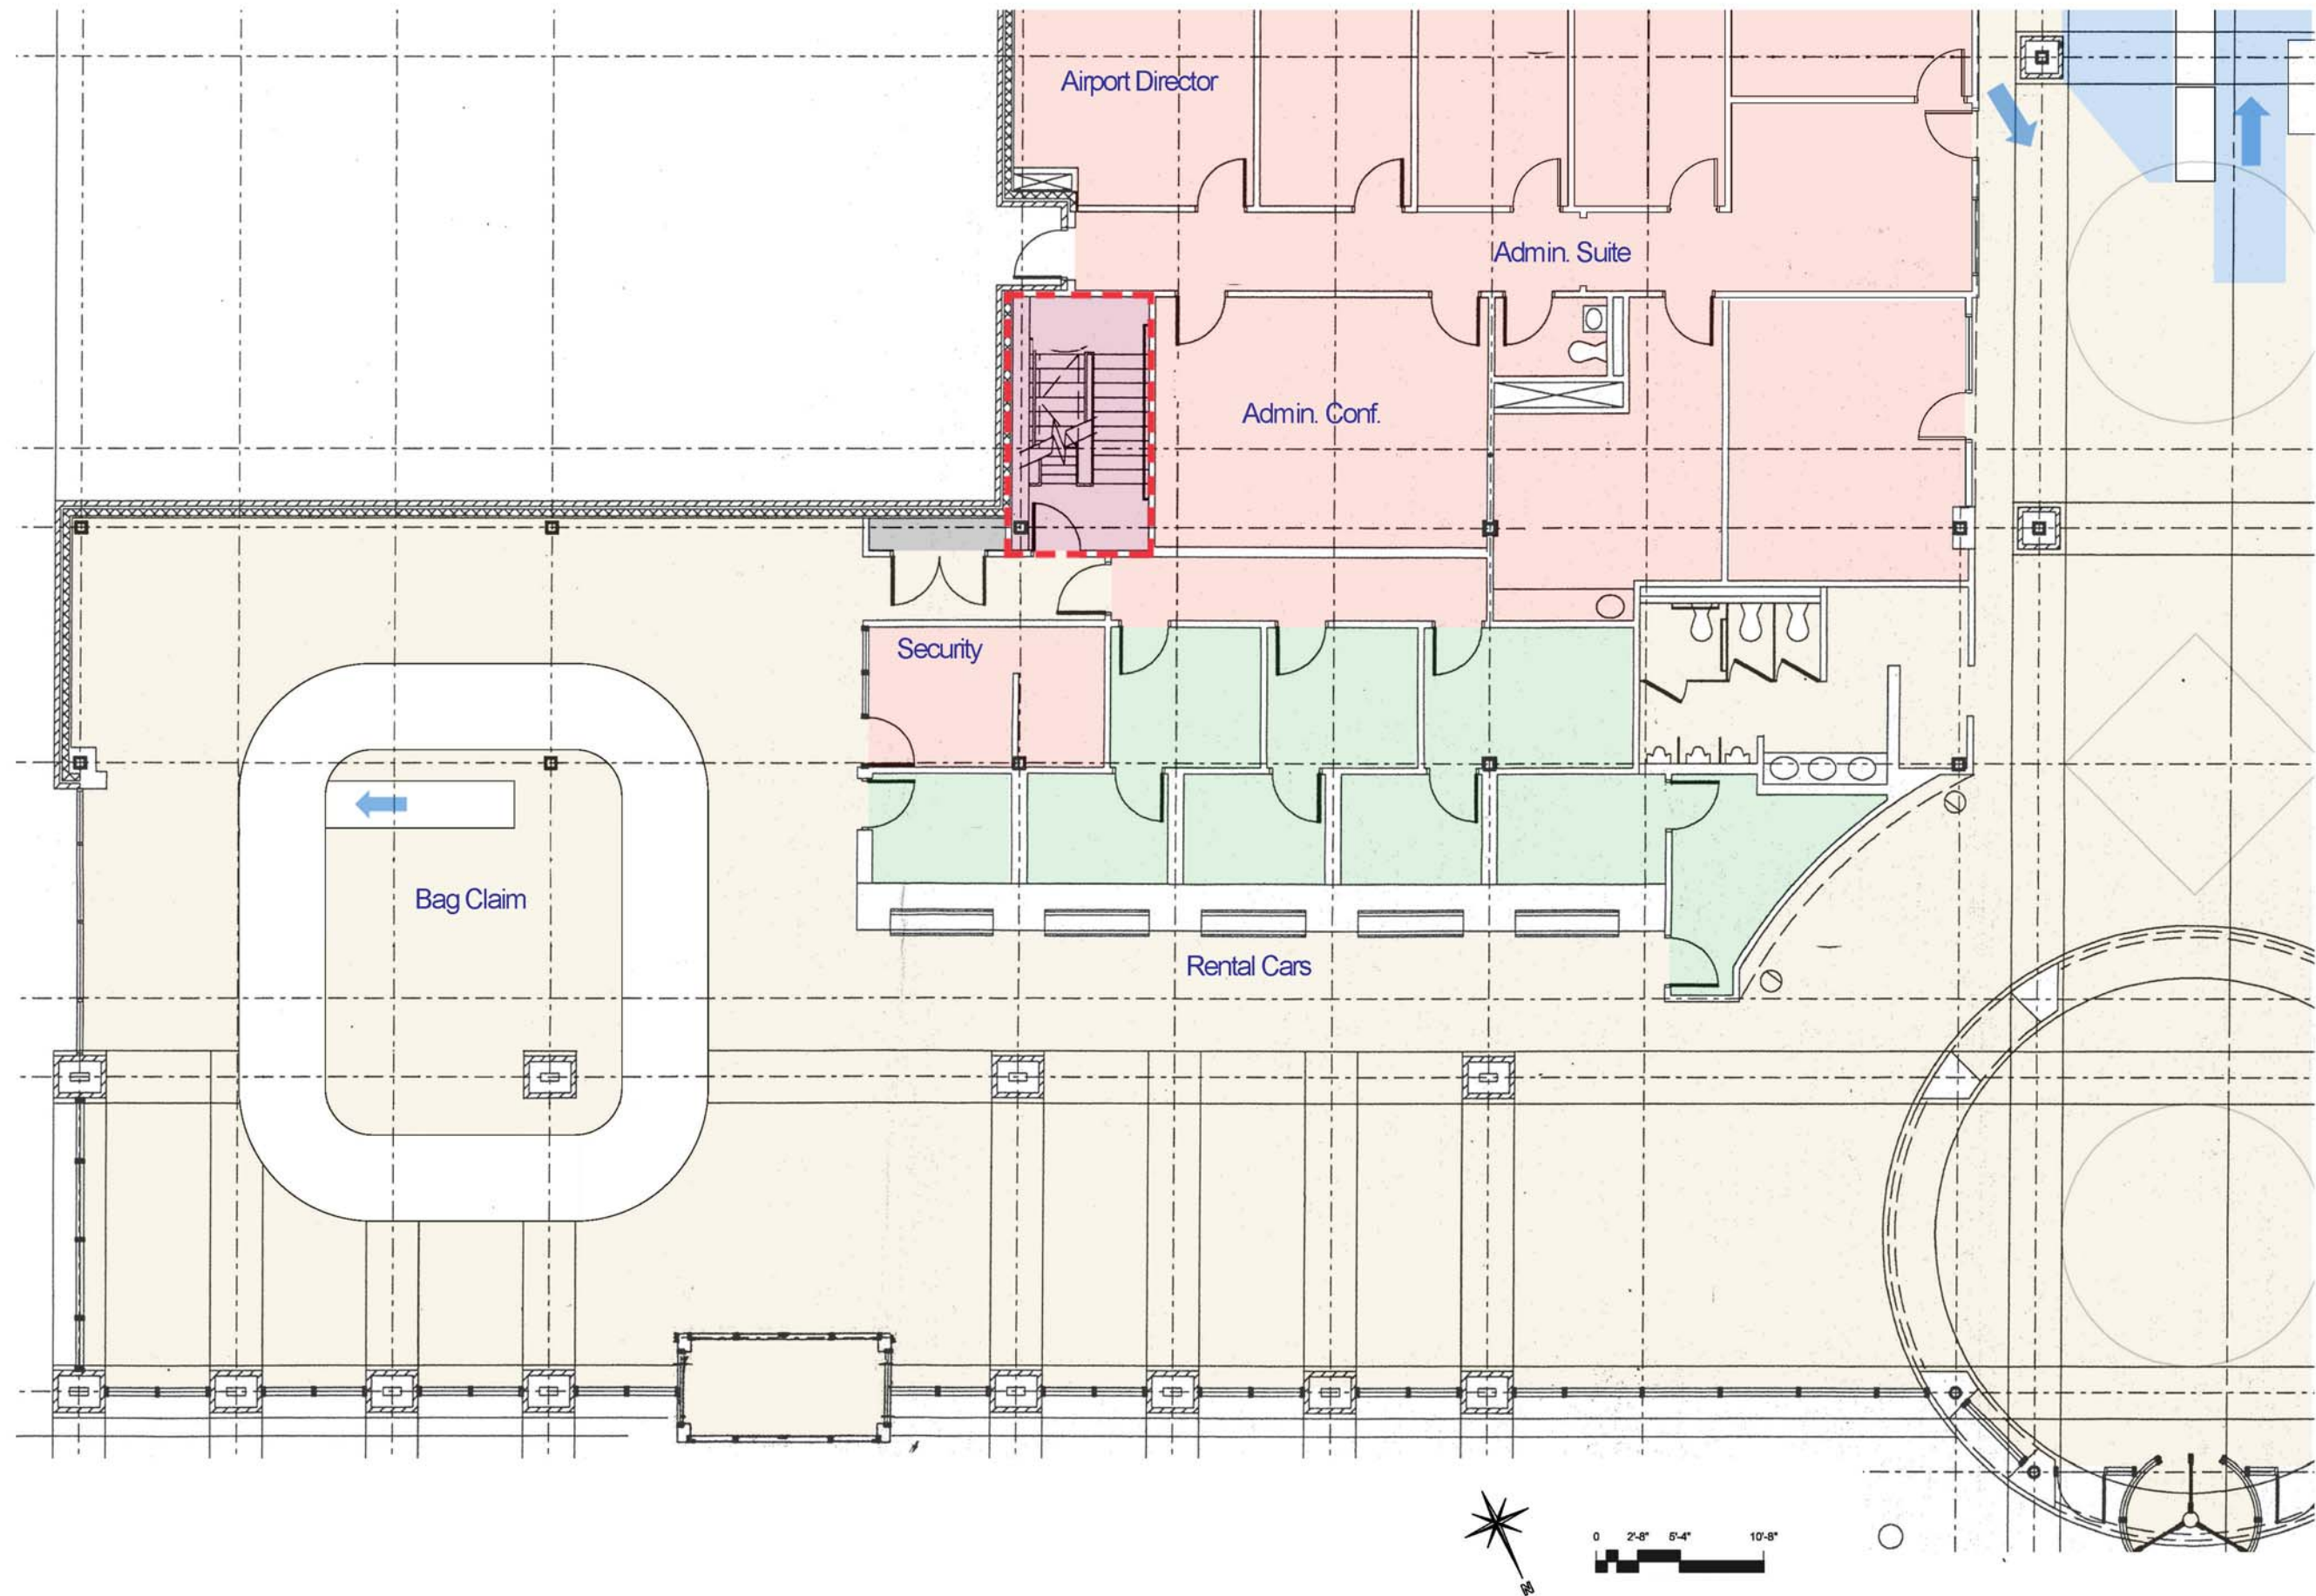 Airport Director
Admin. Suite
Admin. Conf.
Security
Bag Claim
Rental Cars
0 2'-8" 5'-4" 10'-8"
N